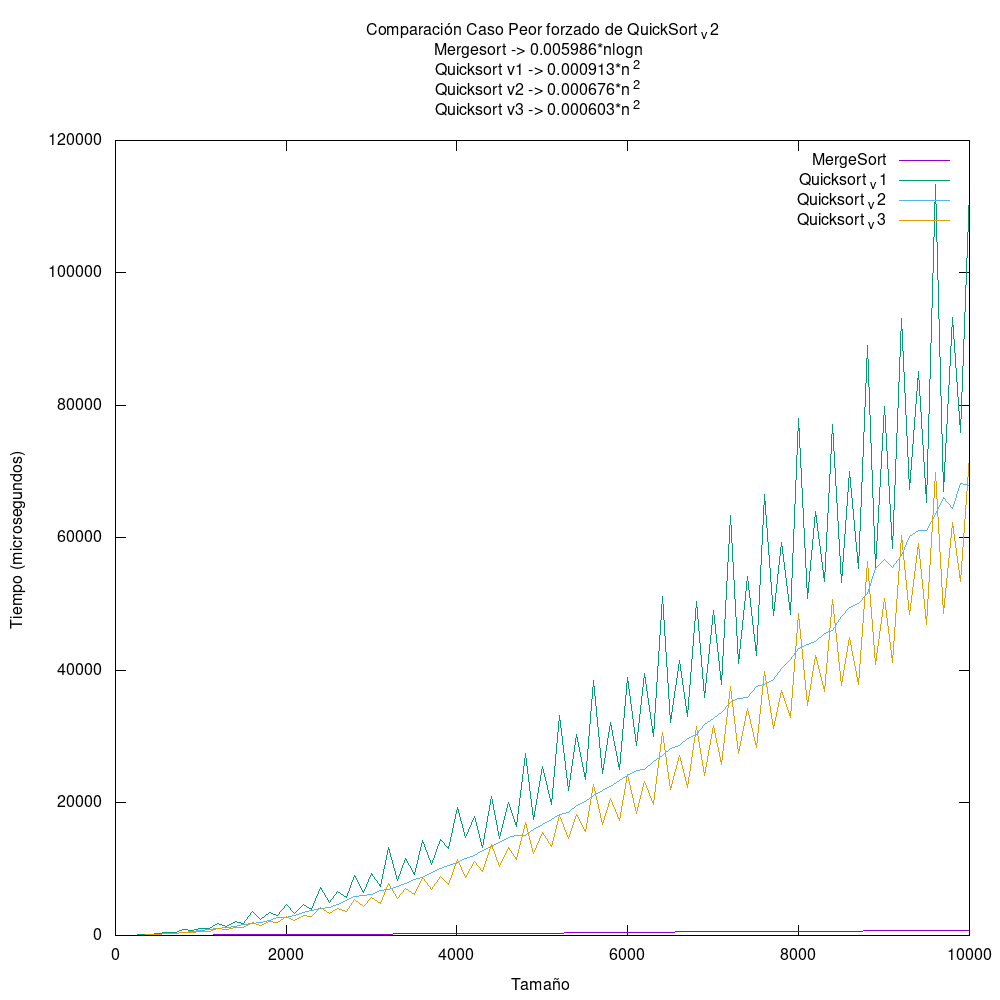 Comparación Caso Peor forzado de QuickSort v 2
Mergesort -> 0.005986*nlogn
Quicksort v1 -> 0.000913*n 2
Quicksort v2 -> 0.000676*n 2
Quicksort v3 -> 0.000603*n 2
120000
100000
80000
60000
40000
20000
0
MergeSort
Quicksort v 1
Quicksort v 2
Quicksort v 3
Tiempo (microsegundos)
0 2000 4000 6000 8000 10000
Tamaño